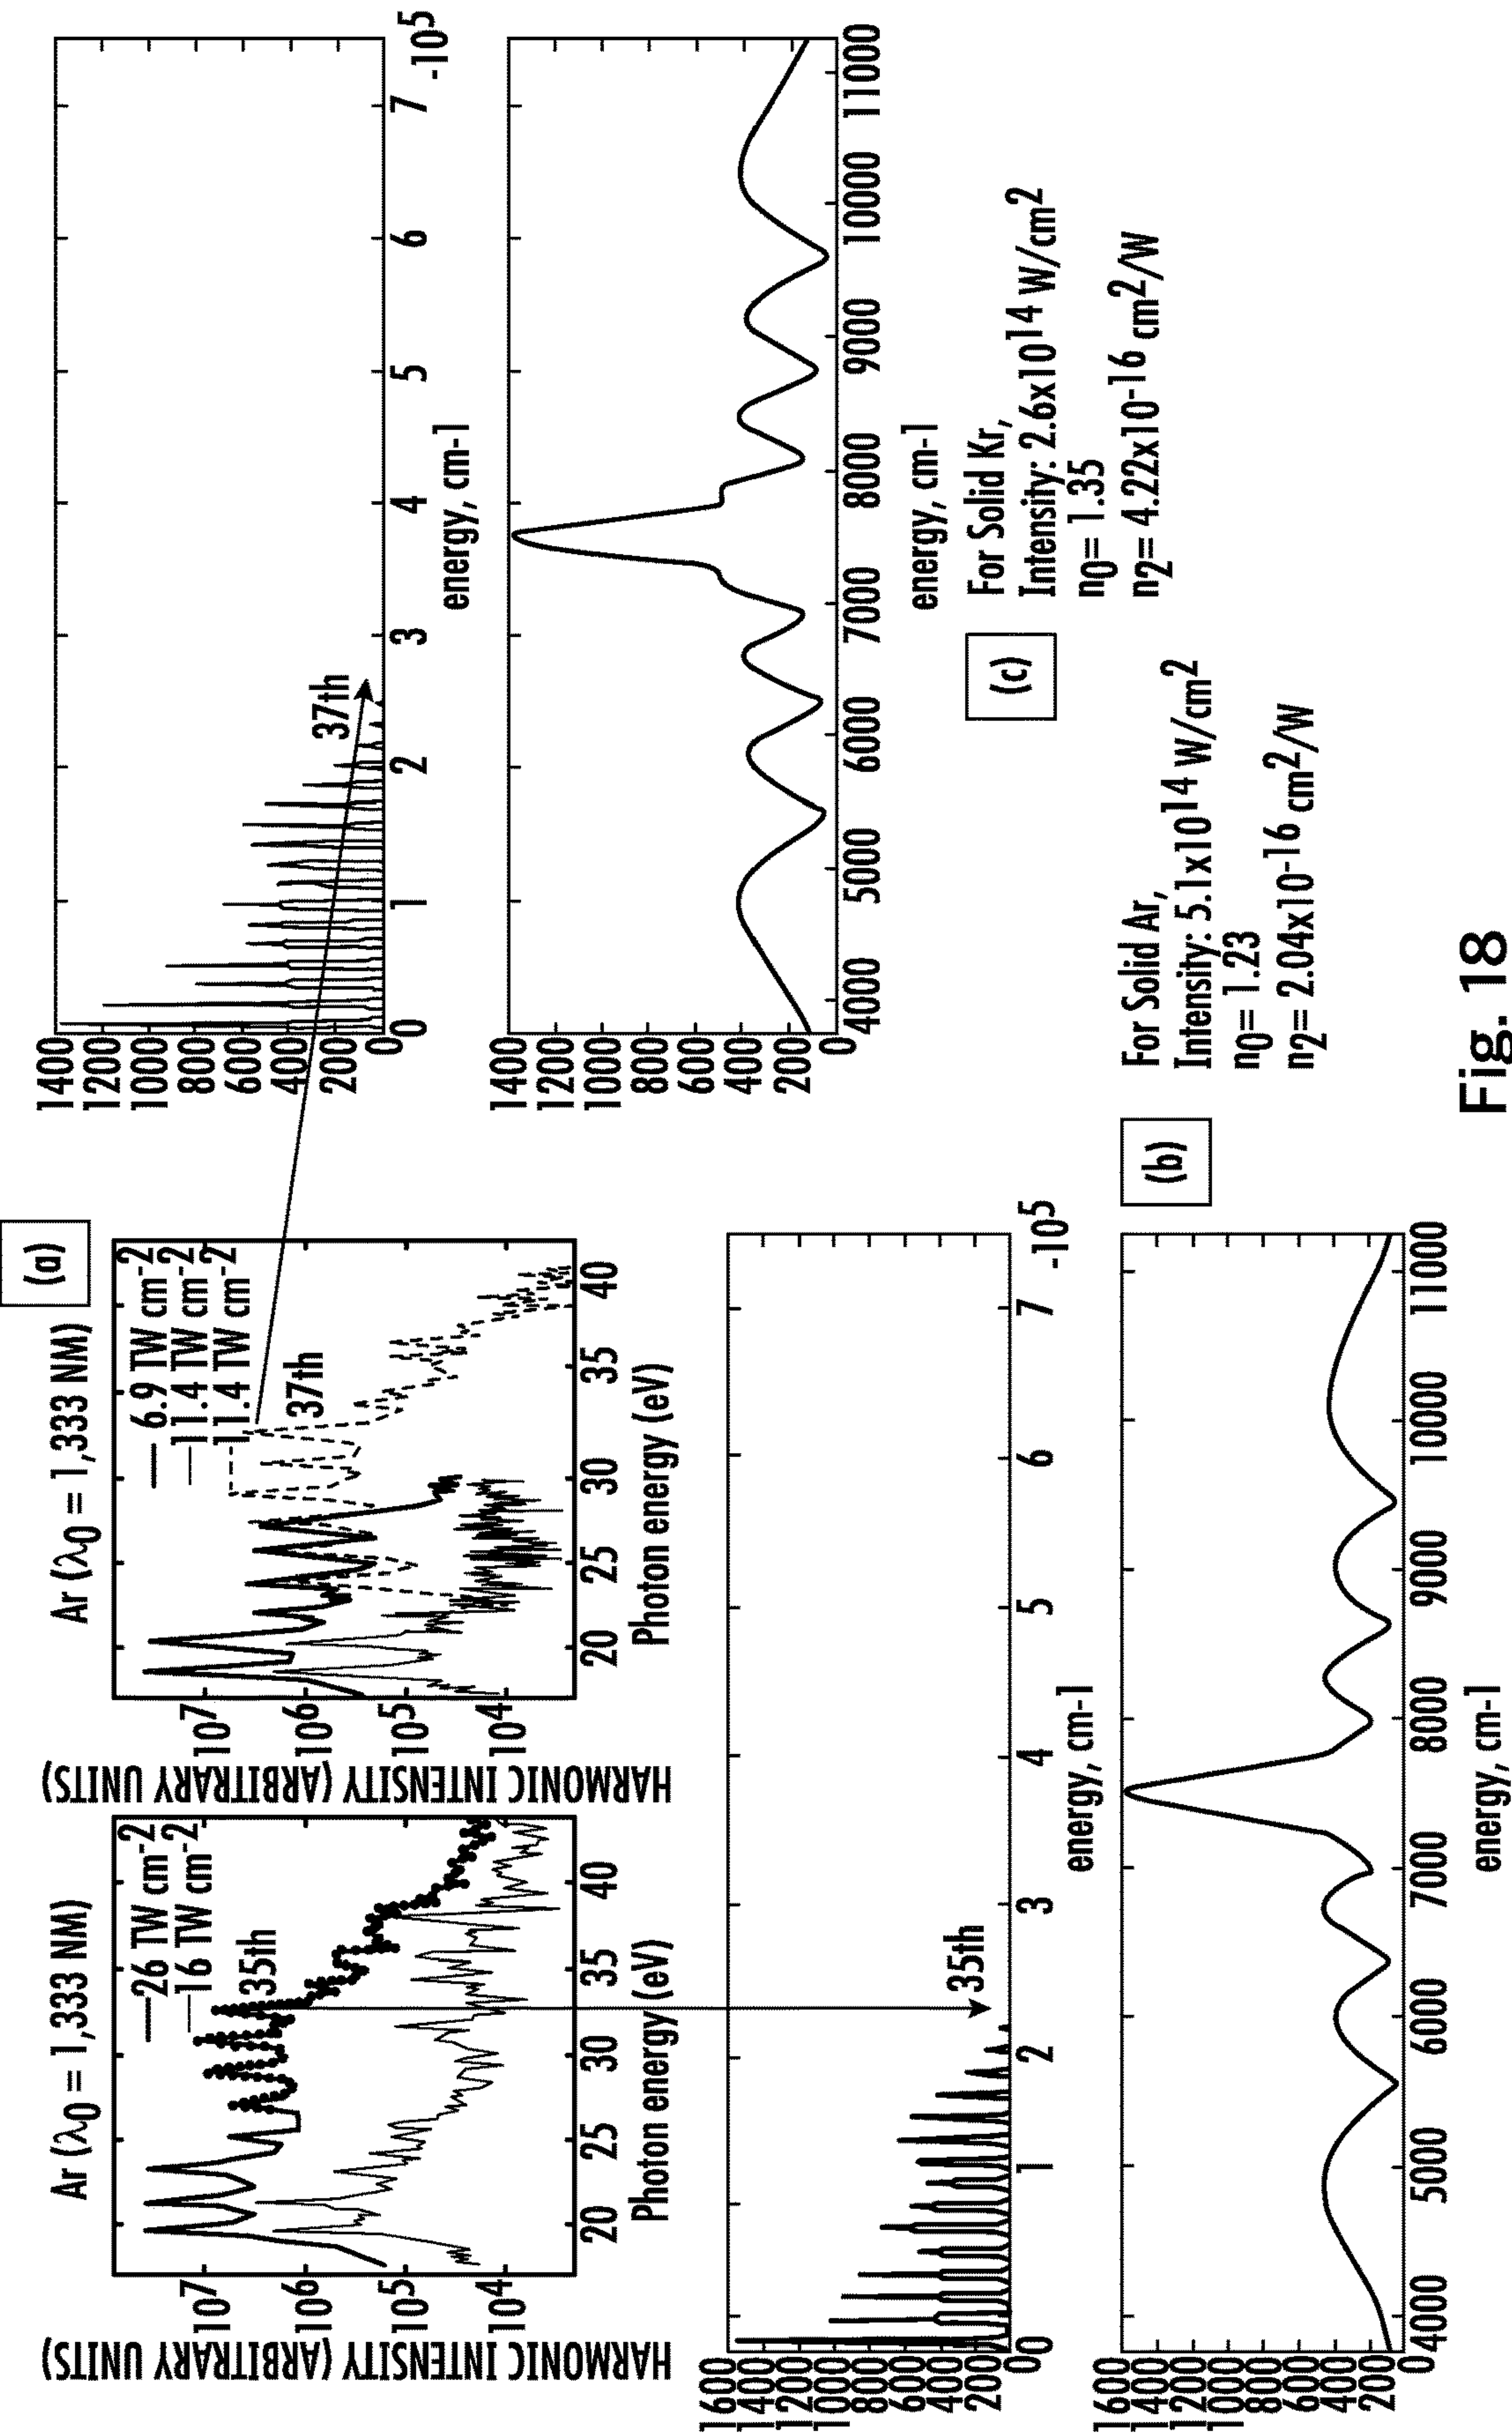 (a)
Ar (λ0 = 1,333 NM)
26 TW cm-2
16 TW cm-2
35th
HARMONIC INTENSITY (ARBITRARY UNITS)
10^7
10^6
10^5
10^4
20 25 30 35 40
Photon energy (eV)
Ar (λ0 = 1,333 NM)
6.9 TW cm-2
11.4 TW cm-2
11.4 TW cm-2
37th
HARMONIC INTENSITY (ARBITRARY UNITS)
10^7
10^6
10^5
10^4
20 25 30 35 40
Photon energy (eV)
1400
1200
1000
800
600
400
200
0
37th
0 1 2 3 4 5 6 7 -10^5
energy, cm-1
1400
1200
1000
800
600
400
200
0
4000 5000 6000 7000 8000 9000 10000 11000
energy, cm-1
(c)
For Solid Kr,
Intensity: 2.6x10^14 W/cm^2
n0= 1.35
n2= 4.22x10^-16 cm^2/W
1600
1400
1200
1000
800
600
400
200
0
35th
0 1 2 3 4 5 6 7 -10^5
energy, cm-1
1600
1400
1200
1000
800
600
400
200
0
4000 5000 6000 7000 8000 9000 10000 11000
energy, cm-1
(b)
For Solid Ar,
Intensity: 5.1x10^14 W/cm^2
n0= 1.23
n2= 2.04x10^-16 cm^2/W
Fig. 18